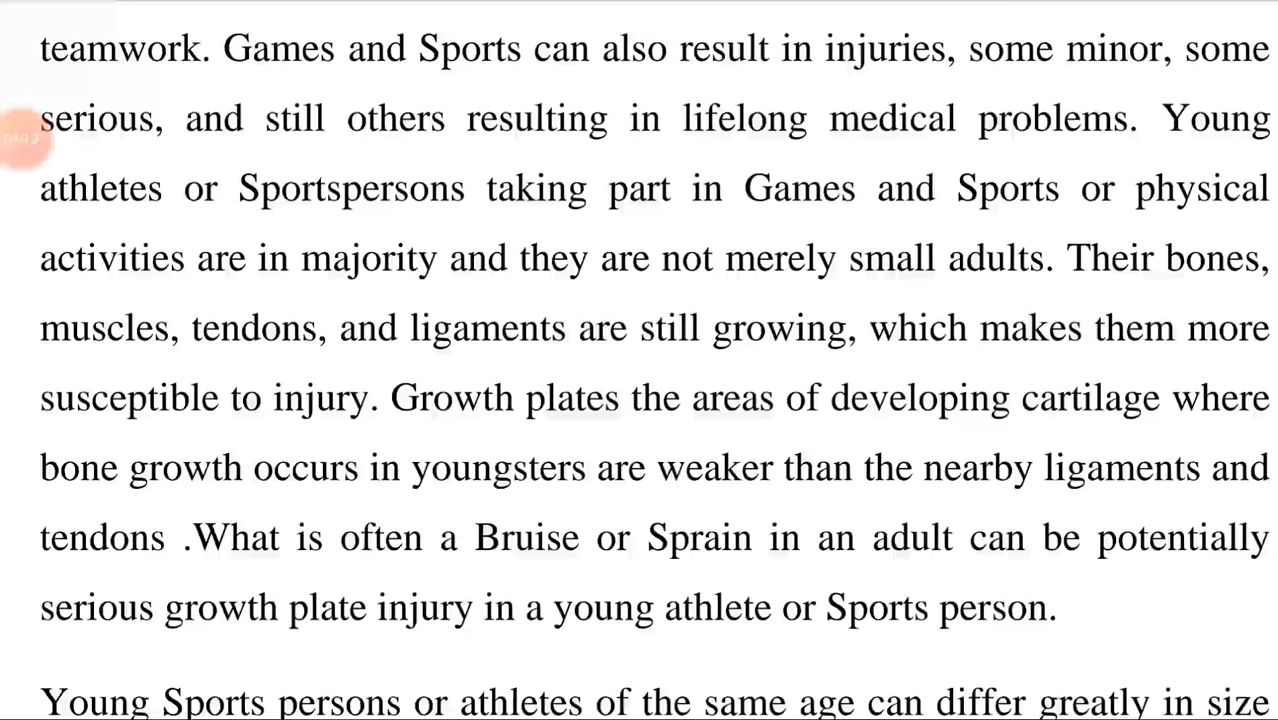 teamwork. Games and Sports can also result in injuries, some minor, some
serious, and still others resulting in lifelong medical problems. Young
athletes or Sportspersons taking part in Games and Sports or physical
activities are in majority and they are not merely small adults. Their bones,
muscles, tendons, and ligaments are still growing, which makes them more
susceptible to injury. Growth plates the areas of developing cartilage where
bone growth occurs in youngsters are weaker than the nearby ligaments and
tendons .What is often a Bruise or Sprain in an adult can be potentially
serious growth plate injury in a young athlete or Sports person.
Young Sports persons or athletes of the same age can differ greatly in size